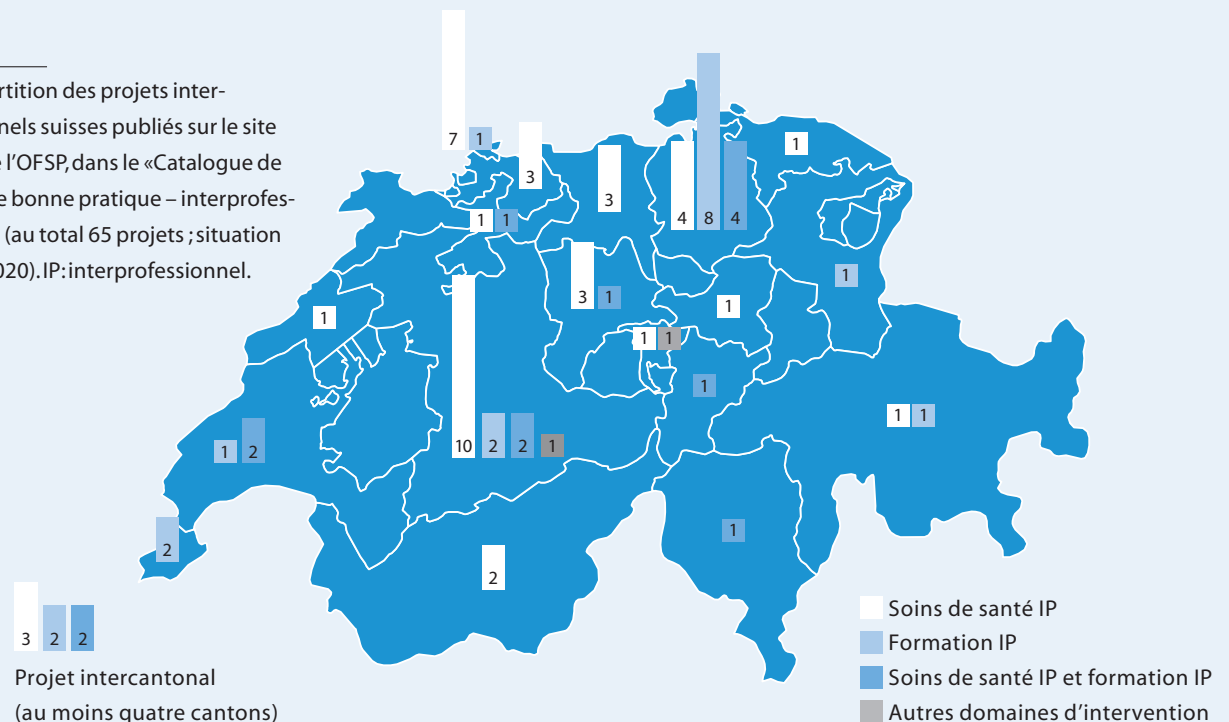 rtition des projets inter-
nels suisses publiés sur le site
e l’OFSP, dans le «Catalogue de
e bonne pratique – interprofes-
(au total 65 projets ; situation
020). IP: interprofessionnel.
7 1
3
3
4 8 4
1
1 1
3 1
1
1
1
1 1
1
10 2 2 1
1 1
1 2
2
1
2
3 2 2
Projet intercantonal
(au moins quatre cantons)
Soins de santé IP
Formation IP
Soins de santé IP et formation IP
Autres domaines d’intervention